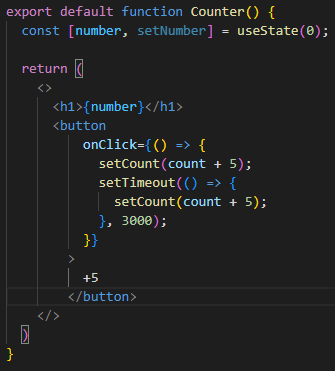 export default function Counter() {
const [number, setNumber] = useState(0);
return (
<>
<h1>{number}</h1>
<button
onClick={() => {
setCount(count + 5);
setTimeout(() => {
setCount(count + 5);
}, 3000);
}}
>
+5
</button>
</>
)
}